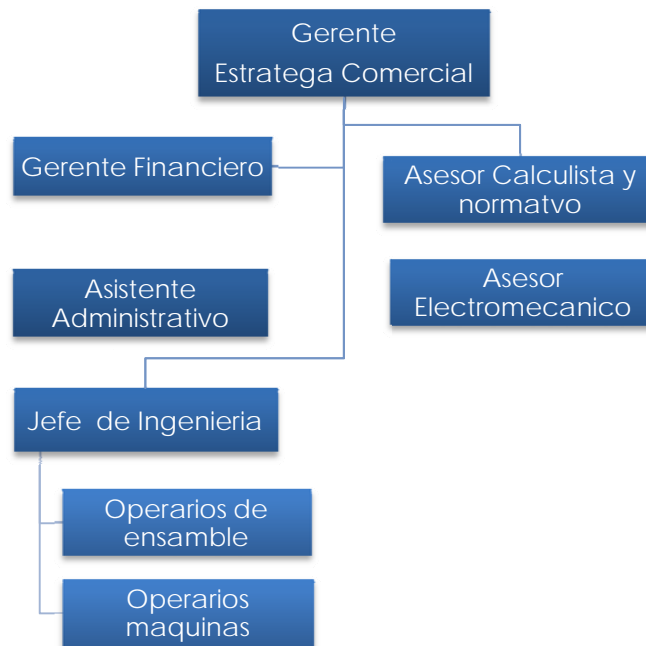 Gerente
Estratega Comercial
Gerente Financiero
Asesor Calculista y
normatvo
Asistente
Administrativo
Asesor
Electromecanico
Jefe de Ingenieria
Operarios de
ensamble
Operarios
maquinas